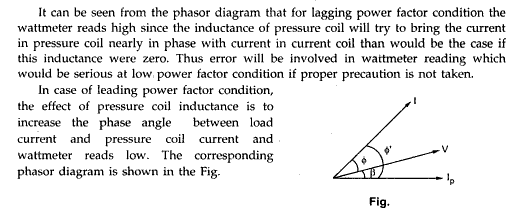 It can be seen from the phasor diagram that for lagging power factor condition the
wattmeter reads high since the inductance of pressure coil will try to bring the current
in pressure coil nearly in phase with current in current coil than would be the case if
this inductance were zero. Thus error will be involved in wattmeter reading which
would be serious at low power factor condition if proper precaution is not taken.
In case of leading power factor condition,
the effect of pressure coil inductance is to
increase the phase angle between load
current and pressure coil current and
wattmeter reads low. The corresponding
phasor diagram is shown in the Fig.
I
ϕ
ϕ'
V
β
Ip
Fig.